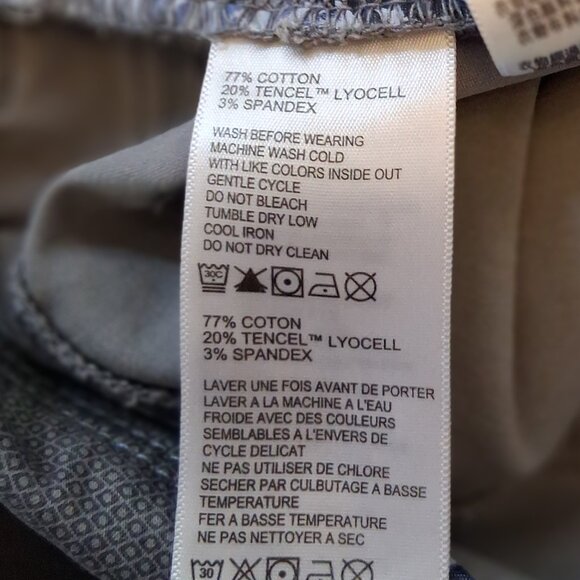 77% COTTON
20% TENCEL™ LYOCELL
3% SPANDEX
WASH BEFORE WEARING
MACHINE WASH COLD
WITH LIKE COLORS INSIDE OUT
GENTLE CYCLE
DO NOT BLEACH
TUMBLE DRY LOW
COOL IRON
DO NOT DRY CLEAN
30C
77% COTON
20% TENCEL™ LYOCELL
3% SPANDEX
LAVER UNE FOIS AVANT DE PORTER
LAVER A LA MACHINE A L'EAU
FROIDE AVEC DES COULEURS
SEMBLABLES A L'ENVERS DE
CYCLE DELICAT
NE PAS UTILISER DE CHLORE
SECHER PAR CULBUTAGE A BASSE
TEMPERATURE
FER A BASSE TEMPERATURE
NE PAS NETTOYER A SEC
30